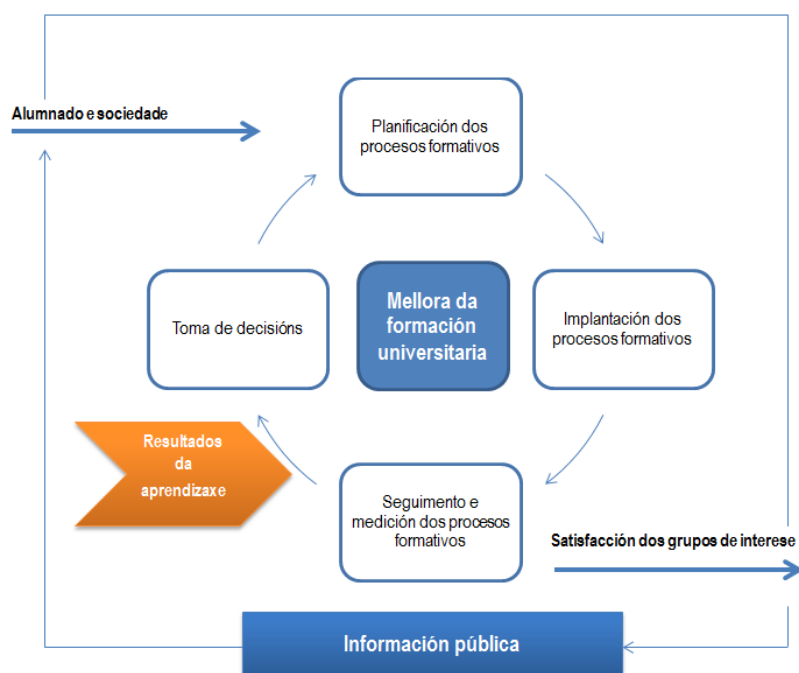 Alumnado e sociedade
Planificación dos
procesos formativos
Toma de decisións
Mellora da
formación
universitaria
Implantación dos
procesos formativos
Resultados
da
aprendizaxe
Seguimento e
medición dos procesos
formativos
Satisfacción dos grupos de interese
Información pública